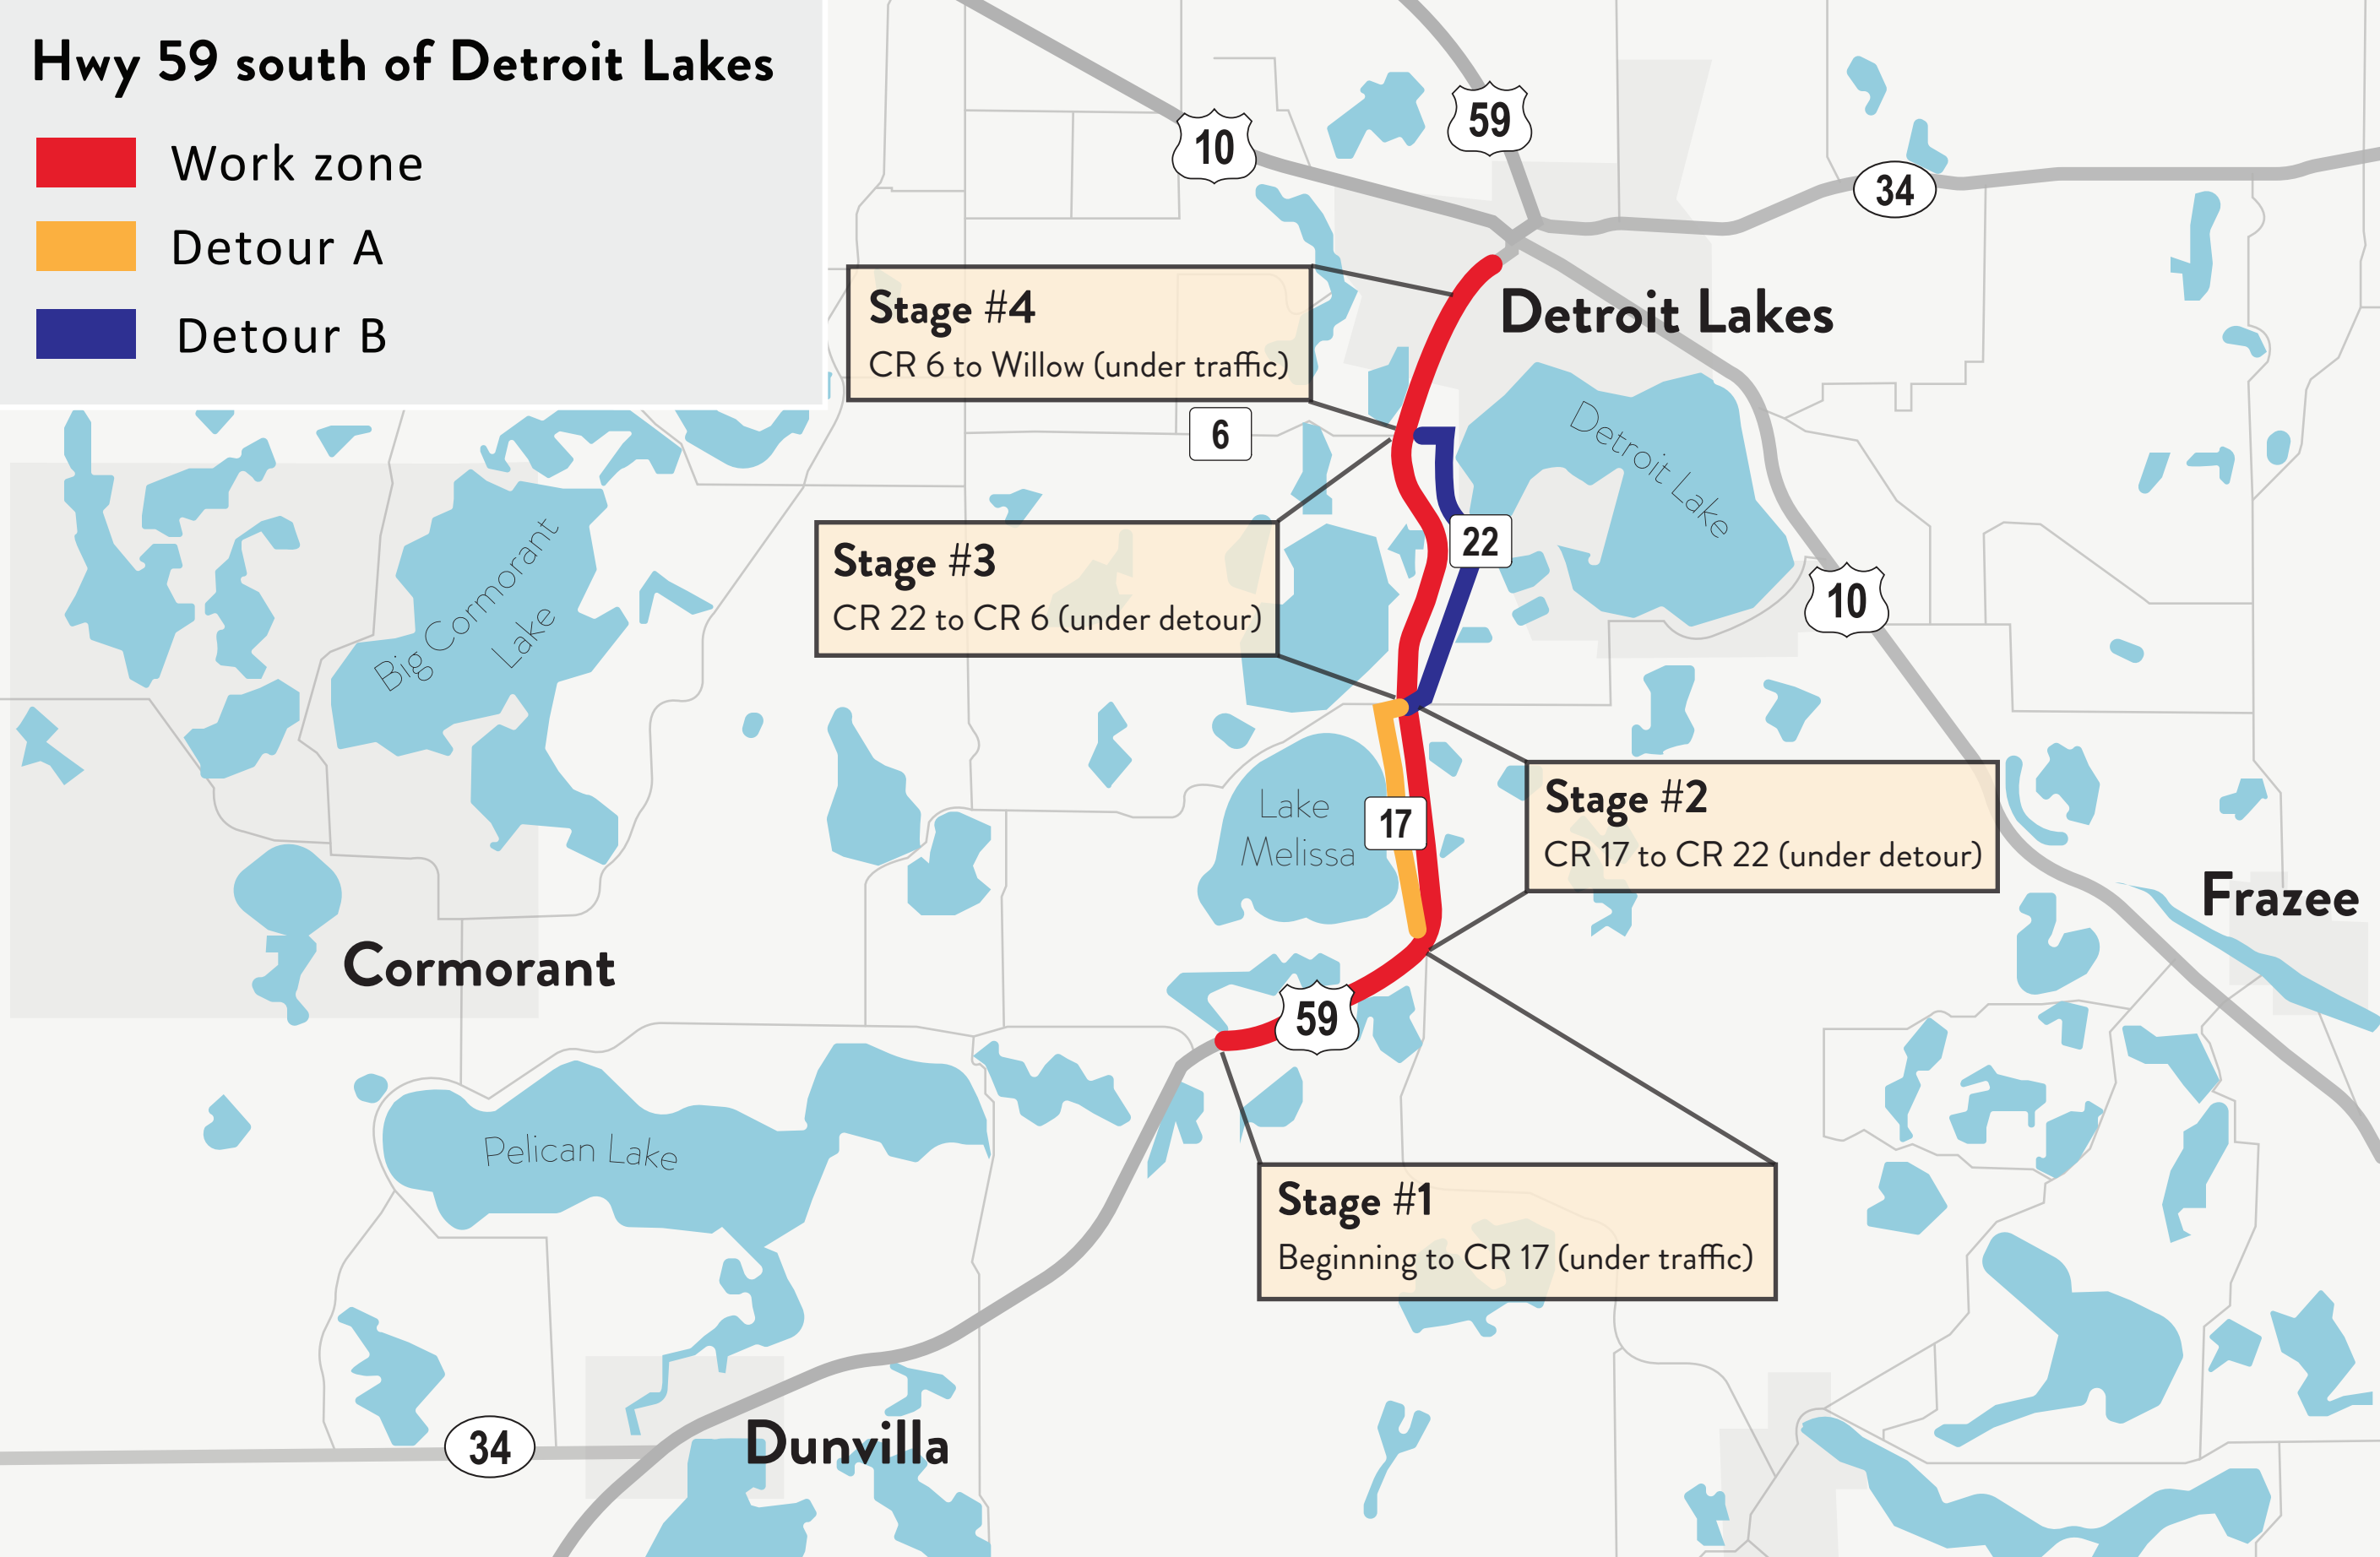 Hwy 59 south of Detroit Lakes
Work zone
Detour A
Detour B
10
59
34
Stage #4
CR 6 to Willow (under traffic)
Detroit Lakes
6
Detroit Lake
Stage #3
CR 22 to CR 6 (under detour)
22
10
Big Cormorant
Lake
Lake
Melissa
17
Stage #2
CR 17 to CR 22 (under detour)
Frazee
Cormorant
59
Pelican Lake
Stage #1
Beginning to CR 17 (under traffic)
34
Dunvilla